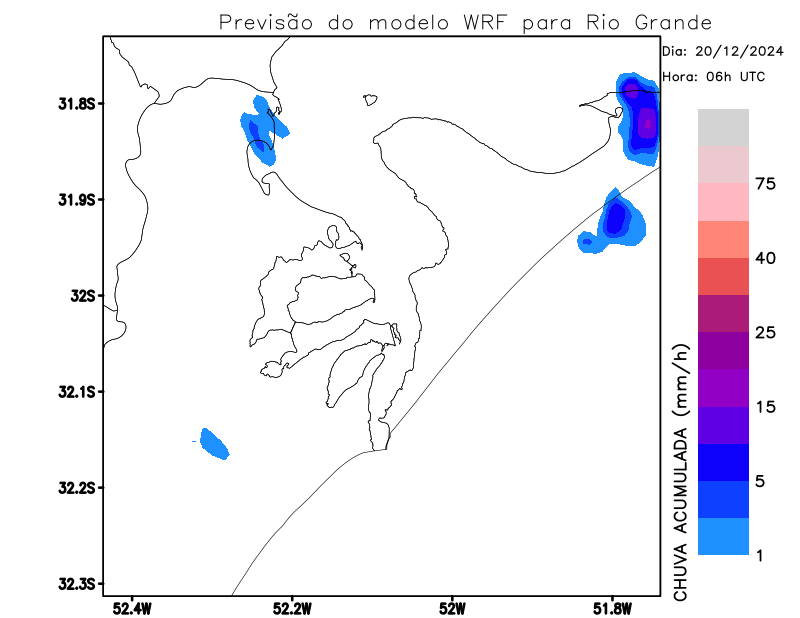 Previsão do modelo WRF para Rio Grande
Dia: 20/12/2024
Hora: 06h UTC
31.8S
31.9S
32S
32.1S
32.2S
32.3S
52.4W
52.2W
52W
51.8W
75
40
25
15
5
1
CHUVA ACUMULADA (mm/h)